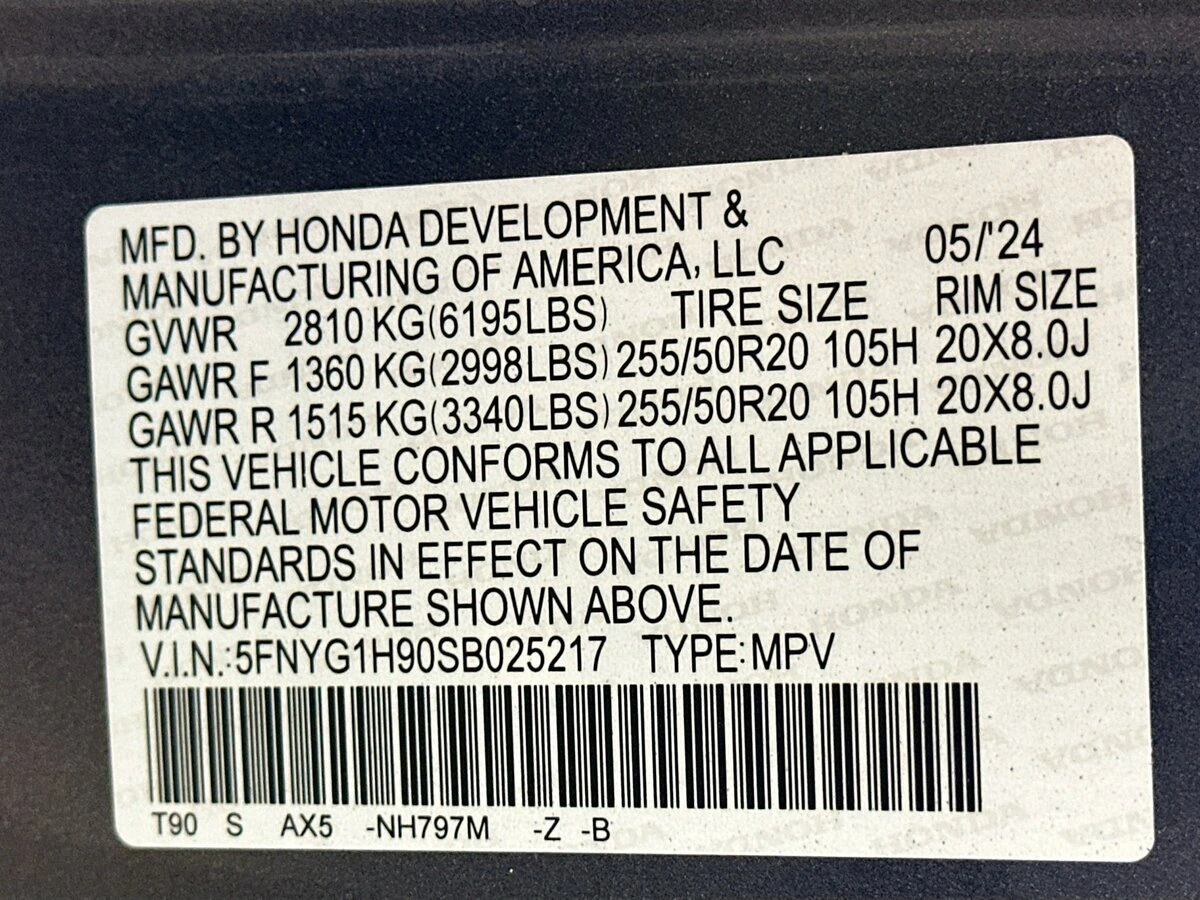 MFD. BY HONDA DEVELOPMENT &
MANUFACTURING OF AMERICA, LLC 05/'24
GVWR 2810 KG(6195LBS) TIRE SIZE RIM SIZE
GAWR F 1360 KG(2998LBS) 255/50R20 105H 20X8.0J
GAWR R 1515 KG(3340LBS) 255/50R20 105H 20X8.0J
THIS VEHICLE CONFORMS TO ALL APPLICABLE
FEDERAL MOTOR VEHICLE SAFETY
STANDARDS IN EFFECT ON THE DATE OF
MANUFACTURE SHOWN ABOVE.
V.I.N.:5FNYG1H90SB025217 TYPE:MPV
T90 S AX5 -NH797M -Z -B